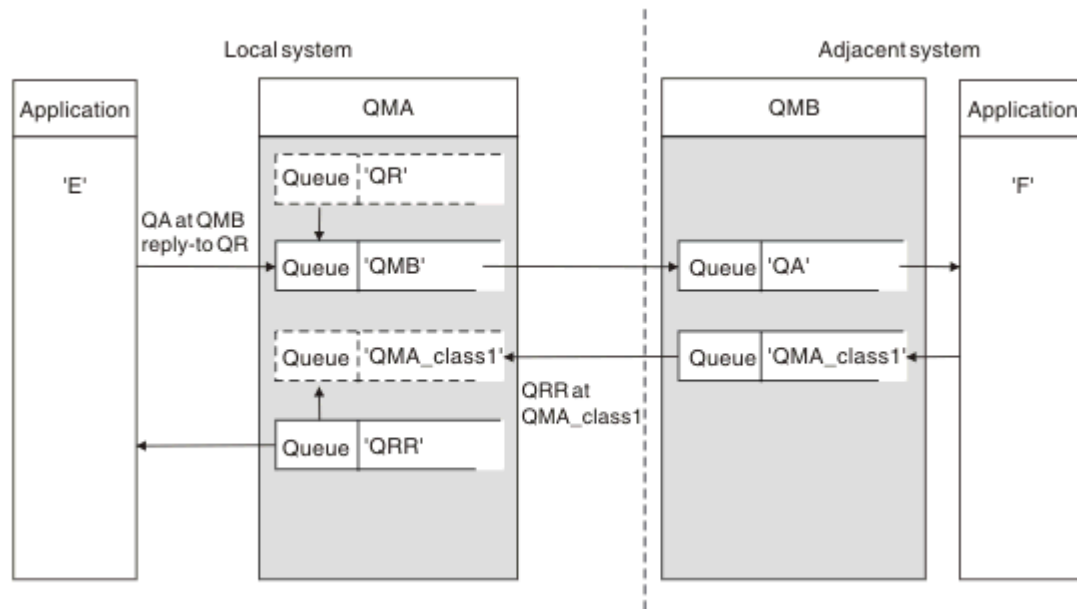 Local system
Adjacent system
Application
QMA
QMB
Application
'E'
Queue 'QR'
'F'
QA at QMB
reply-to QR
Queue 'QMB'
Queue 'QA'
Queue 'QMA_class1'
Queue 'QMA_class1'
QRR at
QMA_class1
Queue 'QRR'